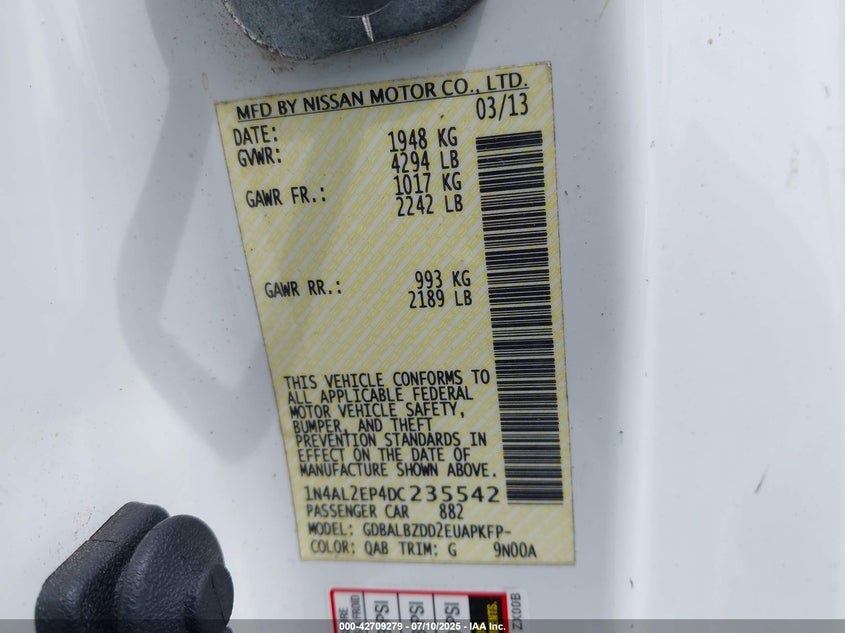 MFD BY NISSAN MOTOR CO., LTD.
DATE: 03/13
GVWR: 1948 KG
4294 LB
GAWR FR.: 1017 KG
2242 LB
GAWR RR.: 993 KG
2189 LB
THIS VEHICLE CONFORMS TO
ALL APPLICABLE FEDERAL
MOTOR VEHICLE SAFETY,
BUMPER, AND THEFT
PREVENTION STANDARDS IN
EFFECT ON THE DATE OF
MANUFACTURE SHOWN ABOVE.
1N4AL2EP4DC235542
PASSENGER CAR 882
MODEL: GDBALBZDD2EUAPKFP-
COLOR: QAB TRIM: G 9N00A
PSI
PSI
PSI
000-42709279 - 07/10/2025 - IAA Inc.